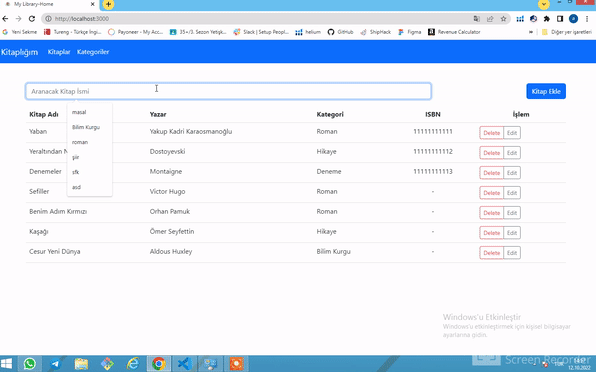 My Library-Home
http://localhost:3000
Yeni Sekme Tureng - Türkçe İngi... Payoneer - My Acc... 35+/3. Sezon Yetişk... Slack | Setup Peopl... helium GitHub ShipHack Figma Revenue Calculator » Diğer yer işaretleri
Kitaplığım Kitaplar Kategoriler
Aranacak Kitap İsmi Kitap Ekle
masal
Bilim Kurgu
roman
şiir
sfk
asd
Kitap Adı Yazar Kategori ISBN İşlem
Yaban Yakup Kadri Karaosmanoğlu Roman 11111111111 Delete Edit
Yeraltından N Dostoyevski Hikaye 11111111112 Delete Edit
Denemeler Montaigne Deneme 11111111113 Delete Edit
Sefiller Victor Hugo Roman - Delete Edit
Benim Adım Kırmızı Orhan Pamuk Roman - Delete Edit
Kaşağı Ömer Seyfettin Hikaye - Delete Edit
Cesur Yeni Dünya Aldous Huxley Bilim Kurgu - Delete Edit
Windows'u Etkinleştir
Windows'u etkinleştirmek için kişisel bilgisayar
ayarlarına gidin.
Screen Recorder
12.10.2022